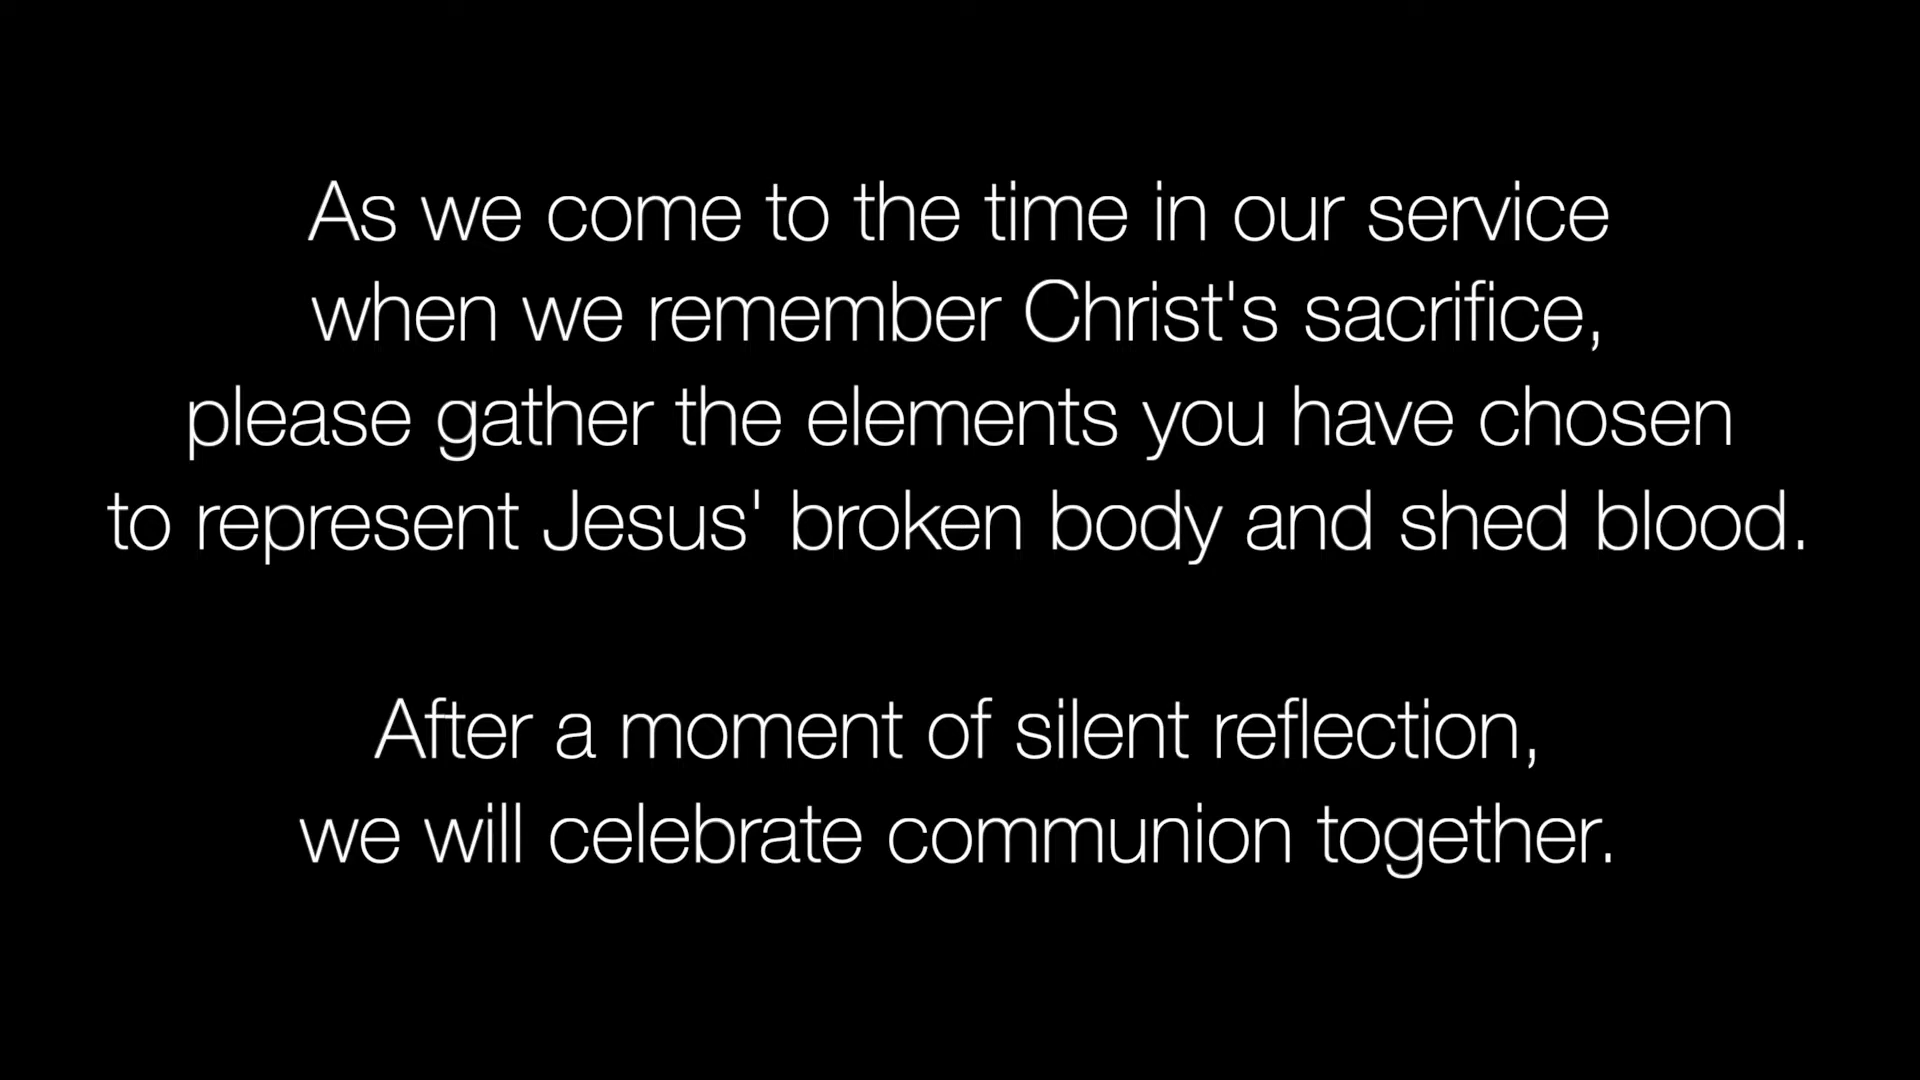 As we come to the time in our service
when we remember Christ's sacrifice,
please gather the elements you have chosen
to represent Jesus' broken body and shed blood.
After a moment of silent reflection,
we will celebrate communion together.